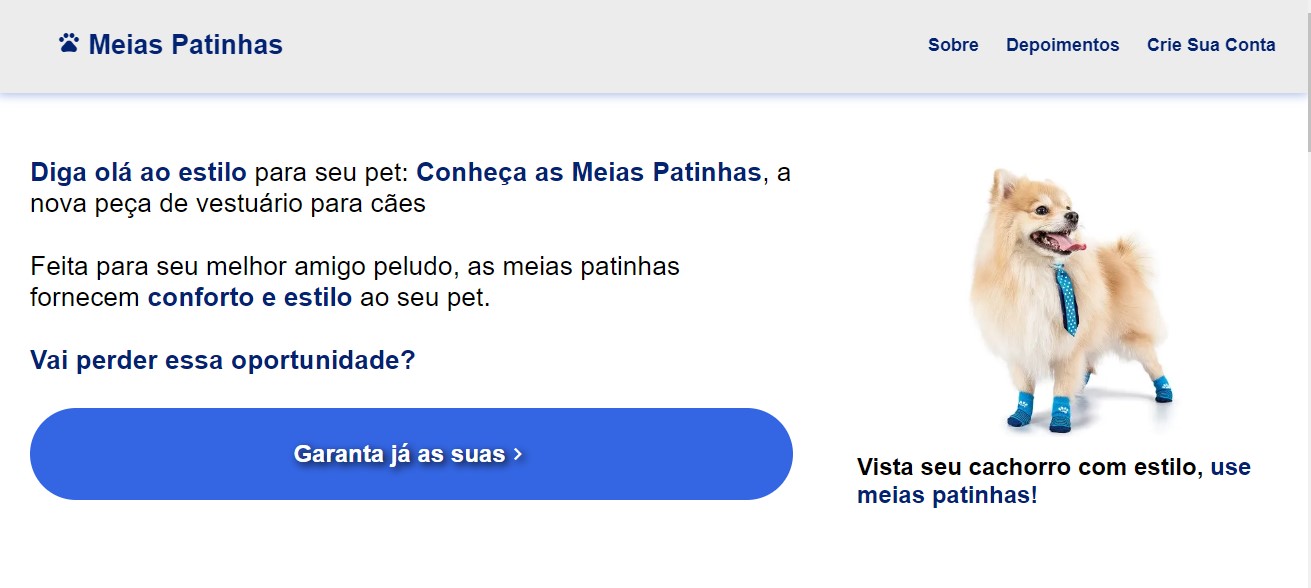 Meias Patinhas
Sobre
Depoimentos
Crie Sua Conta
Diga olá ao estilo para seu pet: Conheça as Meias Patinhas, a
nova peça de vestuário para cães
Feita para seu melhor amigo peludo, as meias patinhas
fornecem conforto e estilo ao seu pet.
Vai perder essa oportunidade?
Garanta já as suas ›
Vista seu cachorro com estilo, use
meias patinhas!